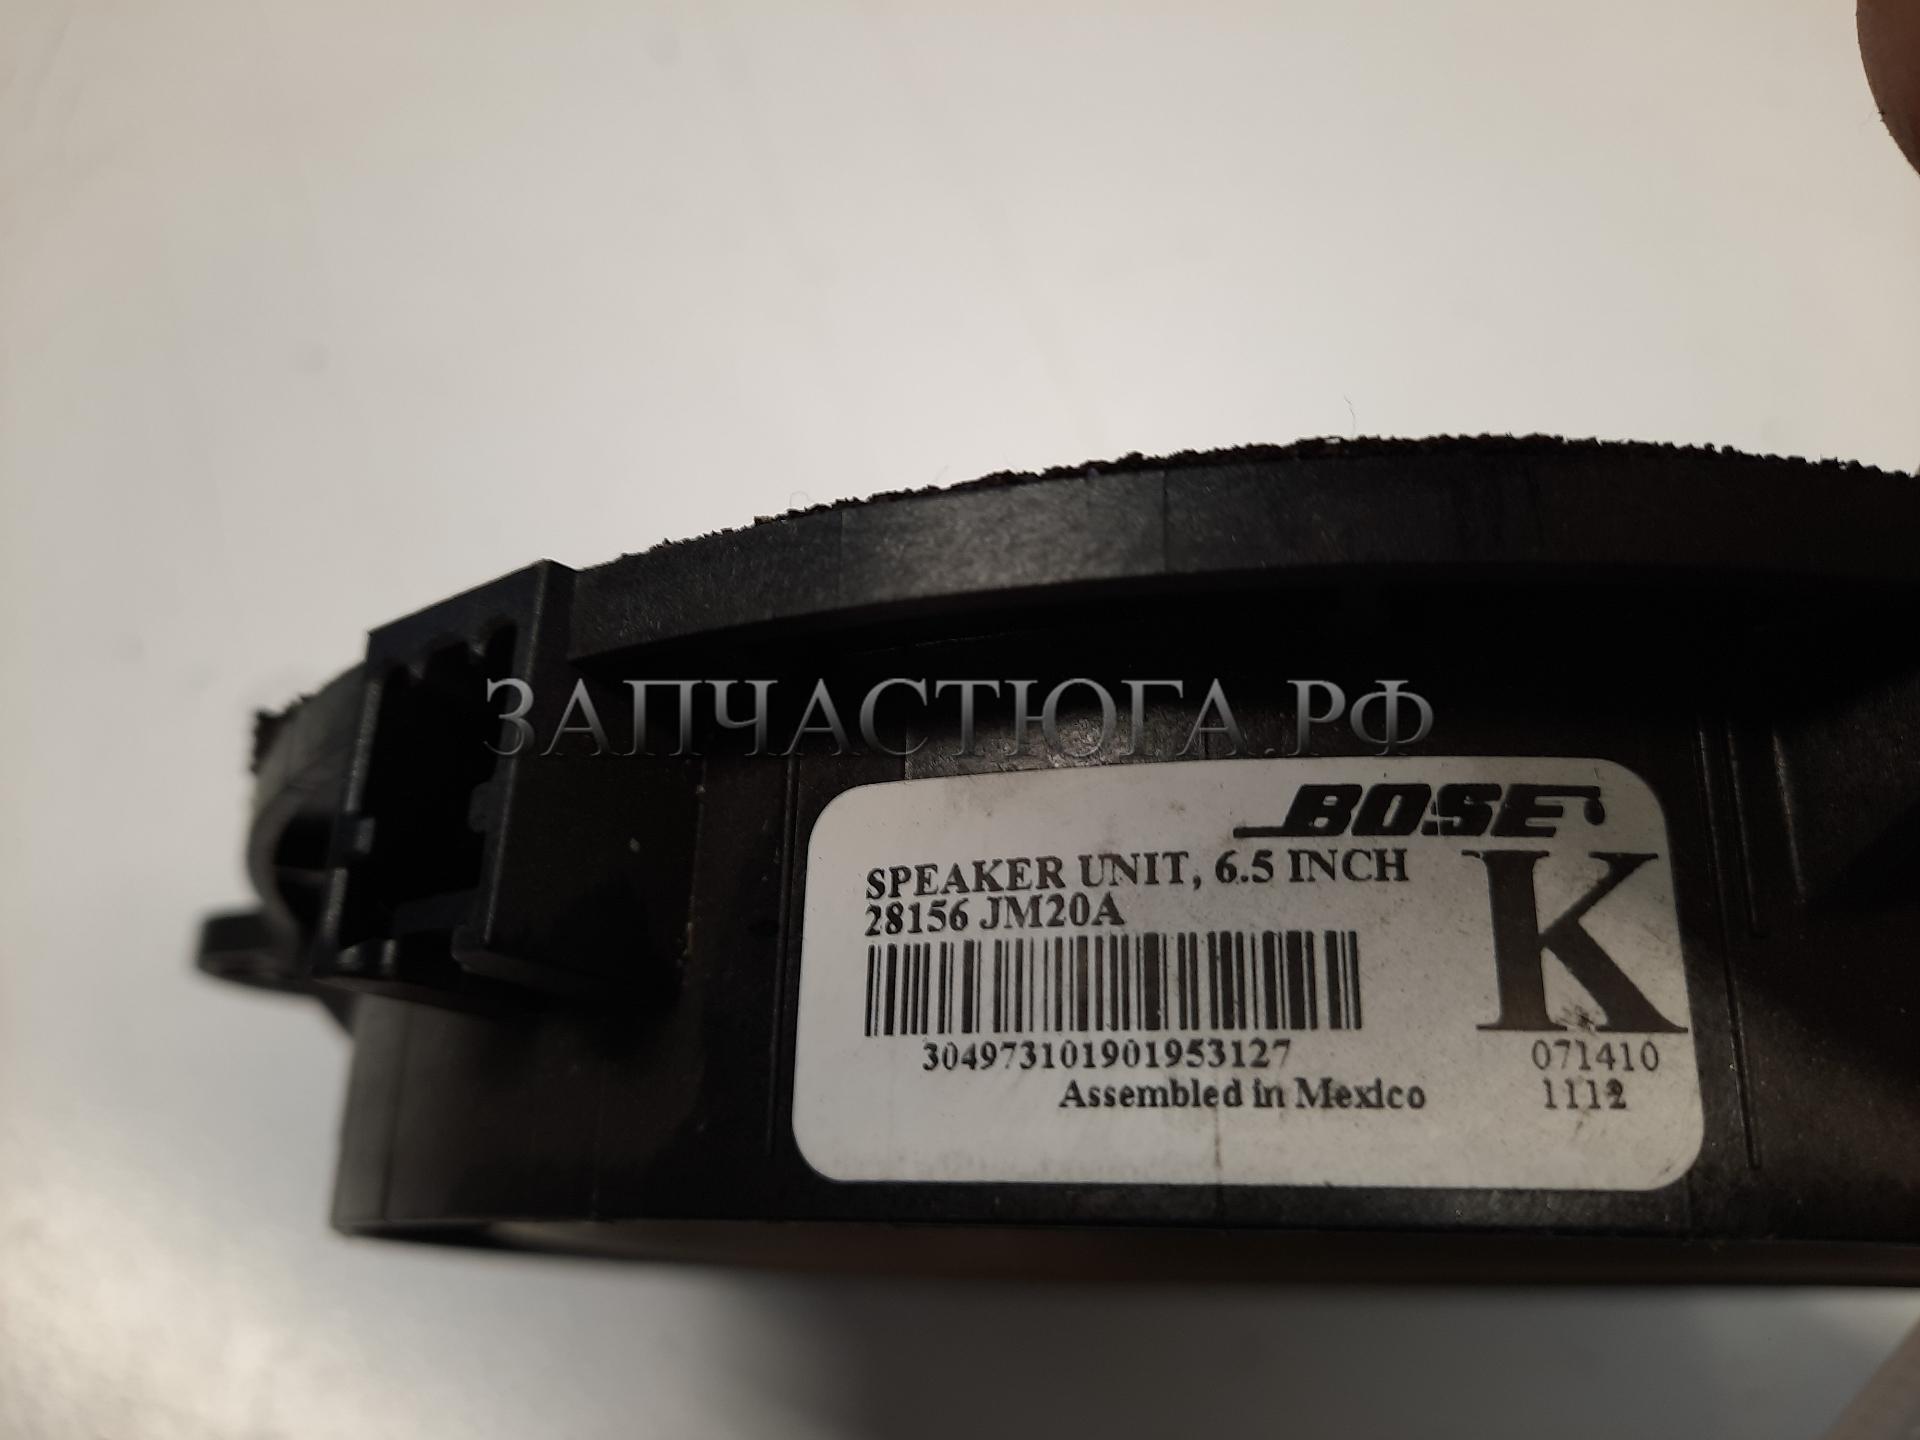 ЗАПЧАСТЮГА.РФ
BOSE
SPEAKER UNIT, 6.5 INCH
28156 JM20A
K
304973101901953127
071410
Assembled in Mexico
1112